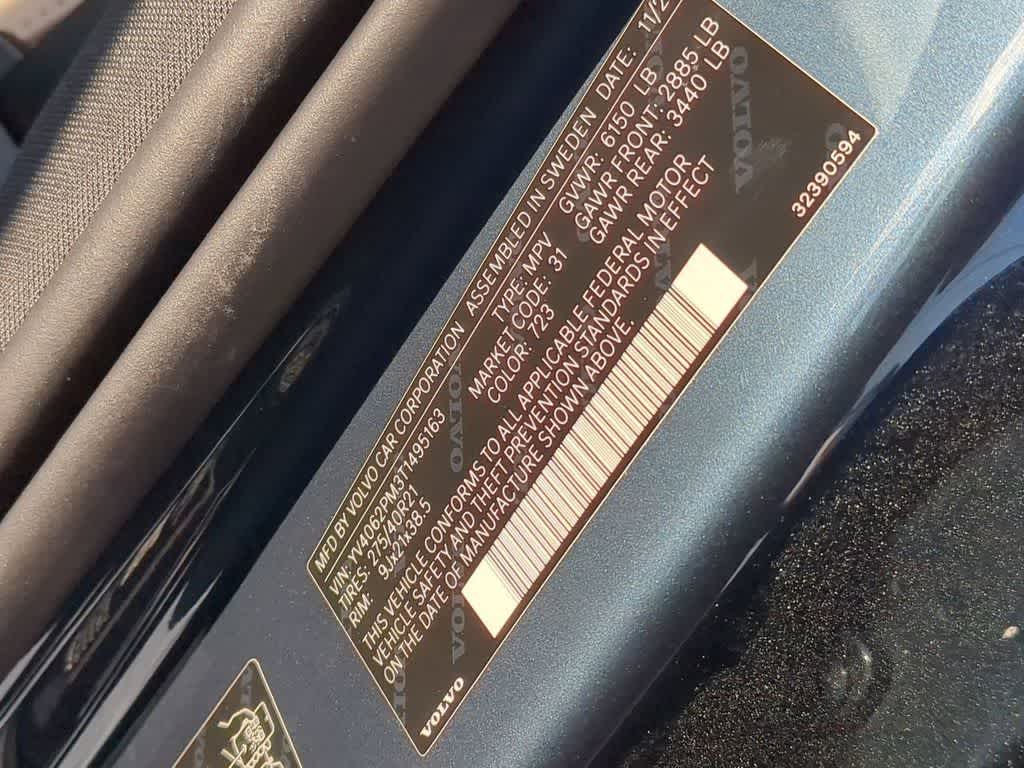 MFD BY VOLVO CAR CORPORATION ASSEMBLED IN SWEDEN DATE: 11/2
VIN: YV4062PM3T1495163 TYPE: MPV GVWR: 6150 LB
TIRES: 275/40R21 MARKET CODE: 31 GAWR FRONT: 2885 LB
RIM: 9JX21X38.5 COLOR: 723 GAWR REAR: 3440 LB
THIS VEHICLE CONFORMS TO ALL APPLICABLE FEDERAL MOTOR
VEHICLE SAFETY AND THEFT PREVENTION STANDARDS IN EFFECT
ON THE DATE OF MANUFACTURE SHOWN ABOVE.
VOLVO 32390594